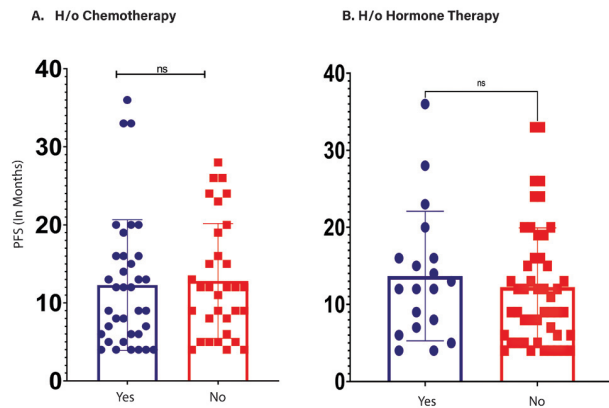 A. H/o Chemotherapy
ns
PFS (In Months)
40
30
20
10
0
Yes
No
B. H/o Hormone Therapy
ns
40
30
20
10
0
Yes
No